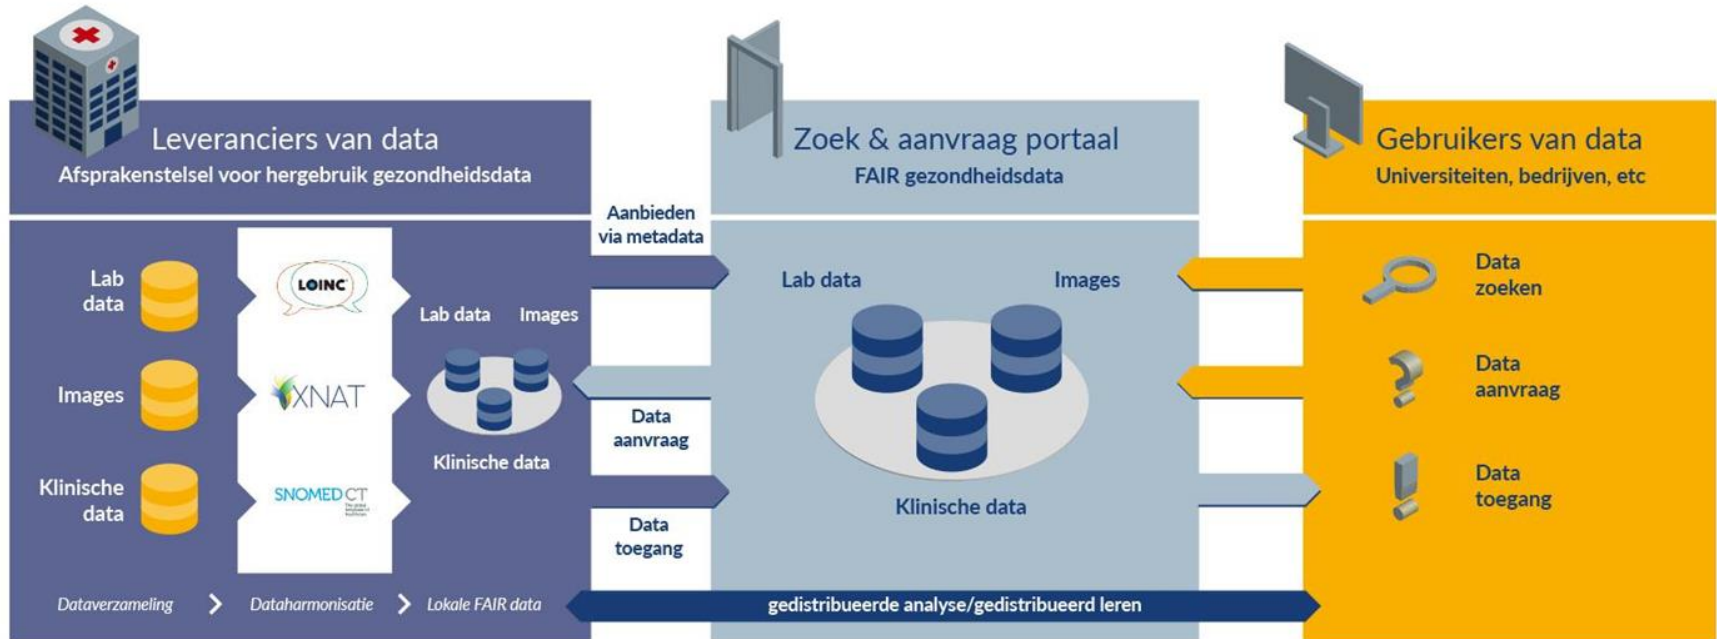 Leveranciers van data
Afsprakenstelsel voor hergebruik gezondheidsdata
Zoek & aanvraag portaal
FAIR gezondheidsdata
Gebruikers van data
Universiteiten, bedrijven, etc
Lab
data
Images
Klinische
data
LOINC
XNAT
SNOMED CT
Lab data
Images
Klinische data
Aanbieden
via metadata
Data
aanvraag
Data
toegang
Lab data
Images
Klinische data
Data
zoeken
Data
aanvraag
Data
toegang
Dataverzameling
Dataharmonisatie
Lokale FAIR data
gedistribueerde analyse/gedistribueerd leren